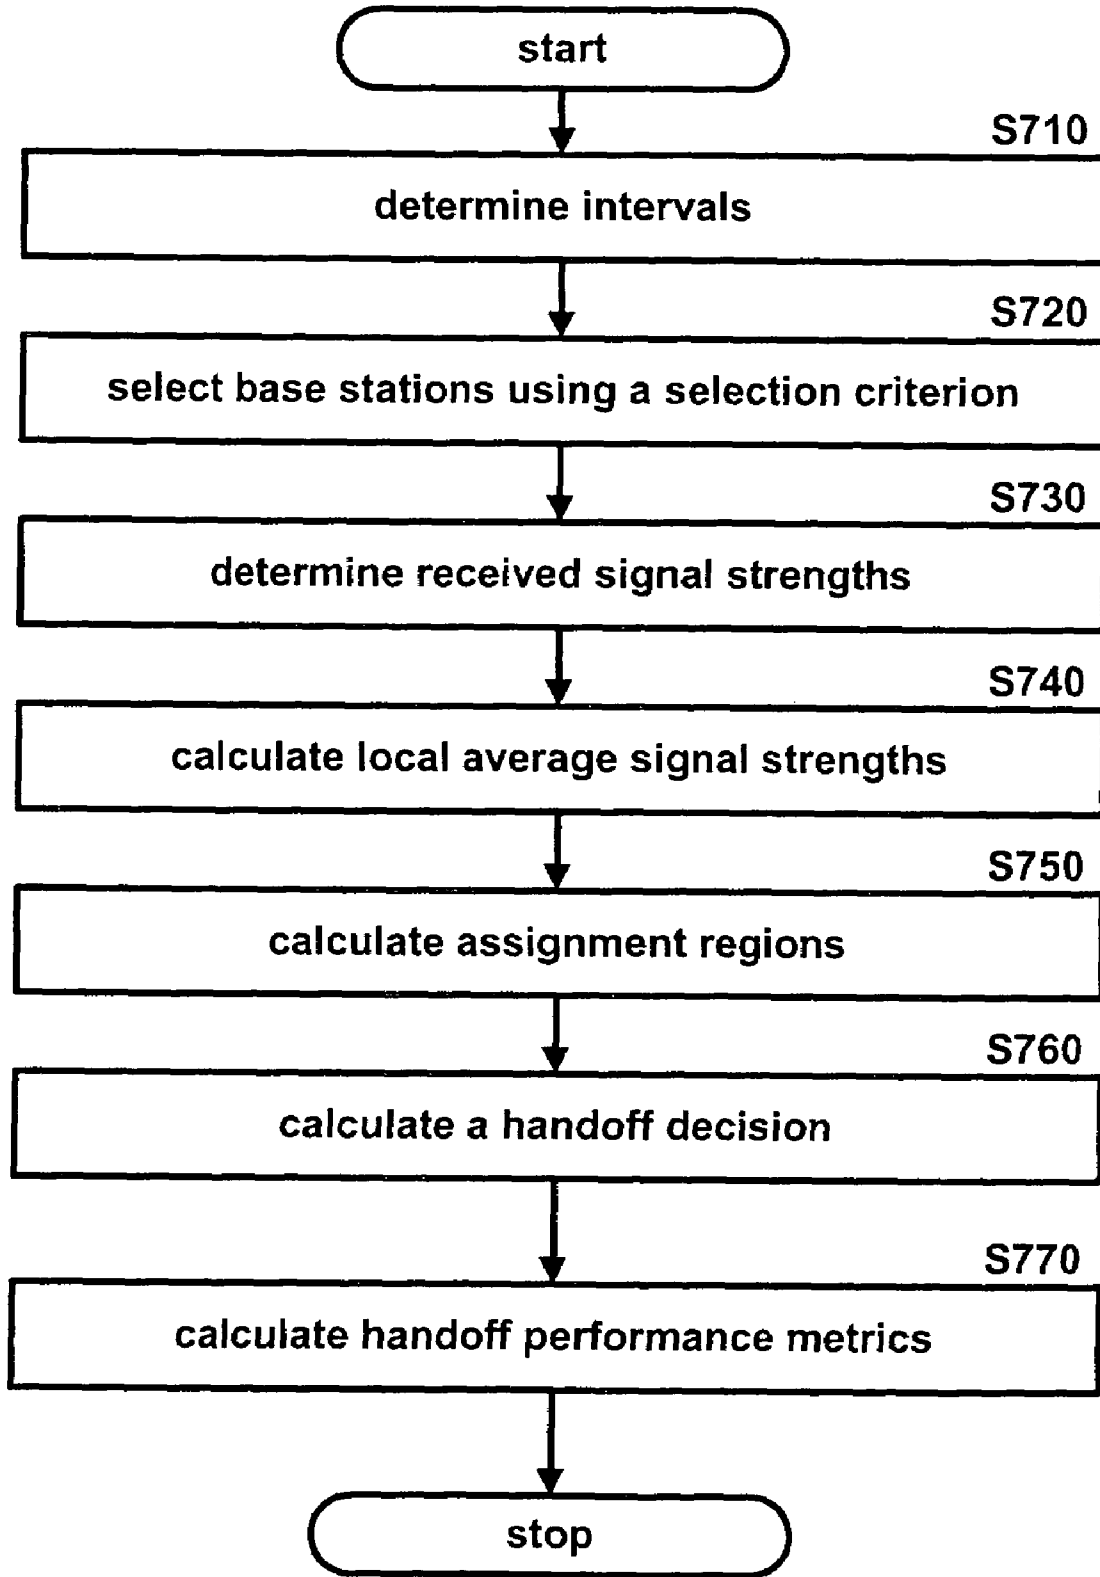 start
S710
determine intervals
S720
select base stations using a selection criterion
S730
determine received signal strengths
S740
calculate local average signal strengths
S750
calculate assignment regions
S760
calculate a handoff decision
S770
calculate handoff performance metrics
stop